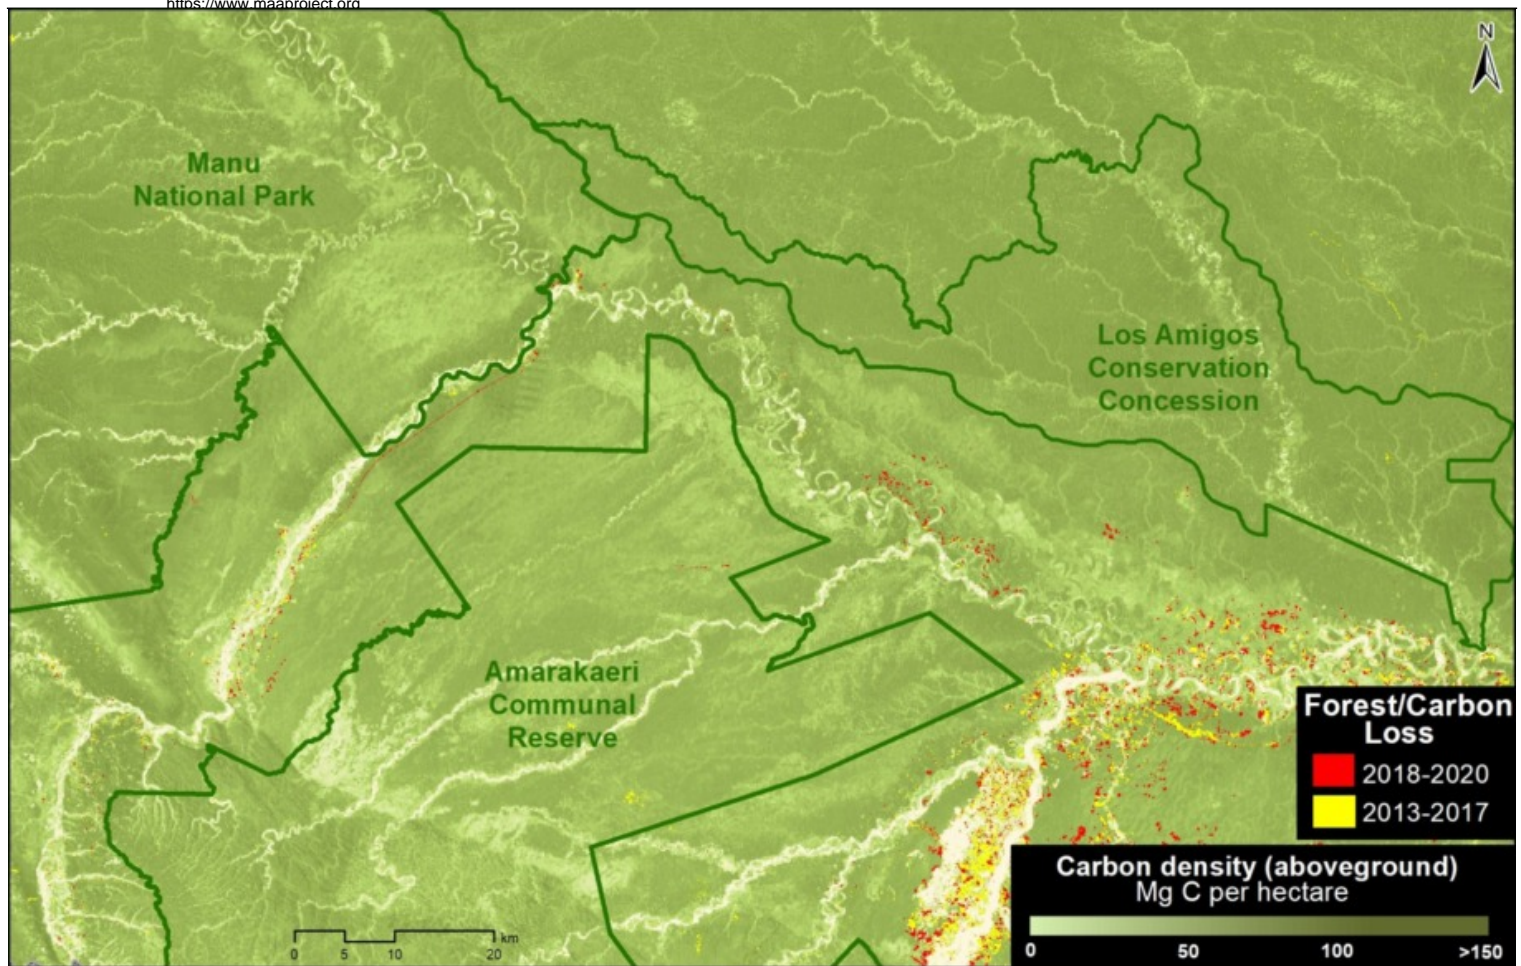 https://www.maaproject.org
N
Manu
National Park
Los Amigos
Conservation
Concession
Amarakaeri
Communal
Reserve
Forest/Carbon
Loss
2018-2020
2013-2017
Carbon density (aboveground)
Mg C per hectare
0 50 100 >150
km
0 5 10 20